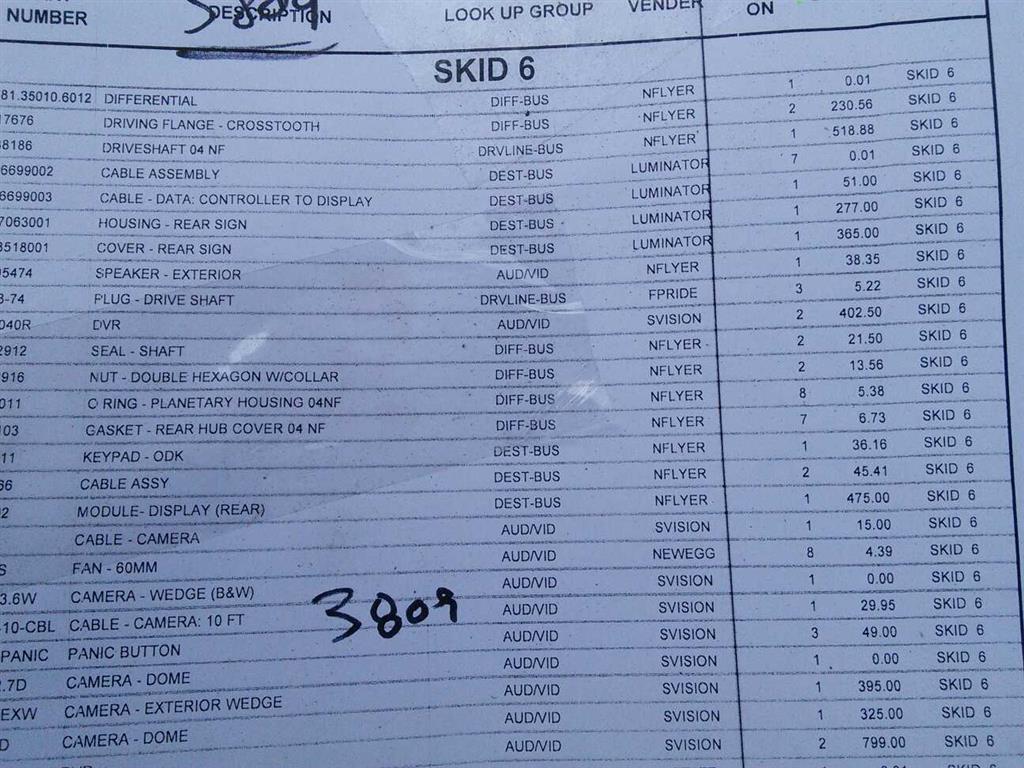 NUMBER DESCRIPTION LOOK UP GROUP VENDER ON
3809
SKID 6
81.35010.6012 DIFFERENTIAL DIFF-BUS NFLYER 1 0.01 SKID 6
17676 DRIVING FLANGE - CROSSTOOTH DIFF-BUS NFLYER 2 230.56 SKID 6
8186 DRIVESHAFT 04 NF DRVLINE-BUS NFLYER 1 518.88 SKID 6
6699002 CABLE ASSEMBLY DEST-BUS LUMINATOR 7 0.01 SKID 6
6699003 CABLE - DATA: CONTROLLER TO DISPLAY DEST-BUS LUMINATOR 1 51.00 SKID 6
7063001 HOUSING - REAR SIGN DEST-BUS LUMINATOR 1 277.00 SKID 6
8518001 COVER - REAR SIGN DEST-BUS LUMINATOR 1 365.00 SKID 6
5474 SPEAKER - EXTERIOR AUD/VID NFLYER 1 38.35 SKID 6
3-74 PLUG - DRIVE SHAFT DRVLINE-BUS FPRIDE 3 5.22 SKID 6
040R DVR AUD/VID SVISION 2 402.50 SKID 6
2912 SEAL - SHAFT DIFF-BUS NFLYER 2 21.50 SKID 6
916 NUT - DOUBLE HEXAGON W/COLLAR DIFF-BUS NFLYER 2 13.56 SKID 6
011 O RING - PLANETARY HOUSING 04NF DIFF-BUS NFLYER 8 5.38 SKID 6
103 GASKET - REAR HUB COVER 04 NF DIFF-BUS NFLYER 7 6.73 SKID 6
11 KEYPAD - ODK DEST-BUS NFLYER 1 36.16 SKID 6
66 CABLE ASSY DEST-BUS NFLYER 2 45.41 SKID 6
2 MODULE- DISPLAY (REAR) DEST-BUS NFLYER 1 475.00 SKID 6
CABLE - CAMERA AUD/VID SVISION 1 15.00 SKID 6
S FAN - 60MM AUD/VID NEWEGG 8 4.39 SKID 6
3.6W CAMERA - WEDGE (B&W) AUD/VID SVISION 1 0.00 SKID 6
-10-CBL CABLE - CAMERA: 10 FT AUD/VID SVISION 1 29.95 SKID 6
3809
PANIC PANIC BUTTON AUD/VID SVISION 3 49.00 SKID 6
2.7D CAMERA - DOME AUD/VID SVISION 1 0.00 SKID 6
EXW CAMERA - EXTERIOR WEDGE AUD/VID SVISION 1 395.00 SKID 6
D CAMERA - DOME AUD/VID SVISION 1 325.00 SKID 6
AUD/VID SVISION 2 799.00 SKID 6